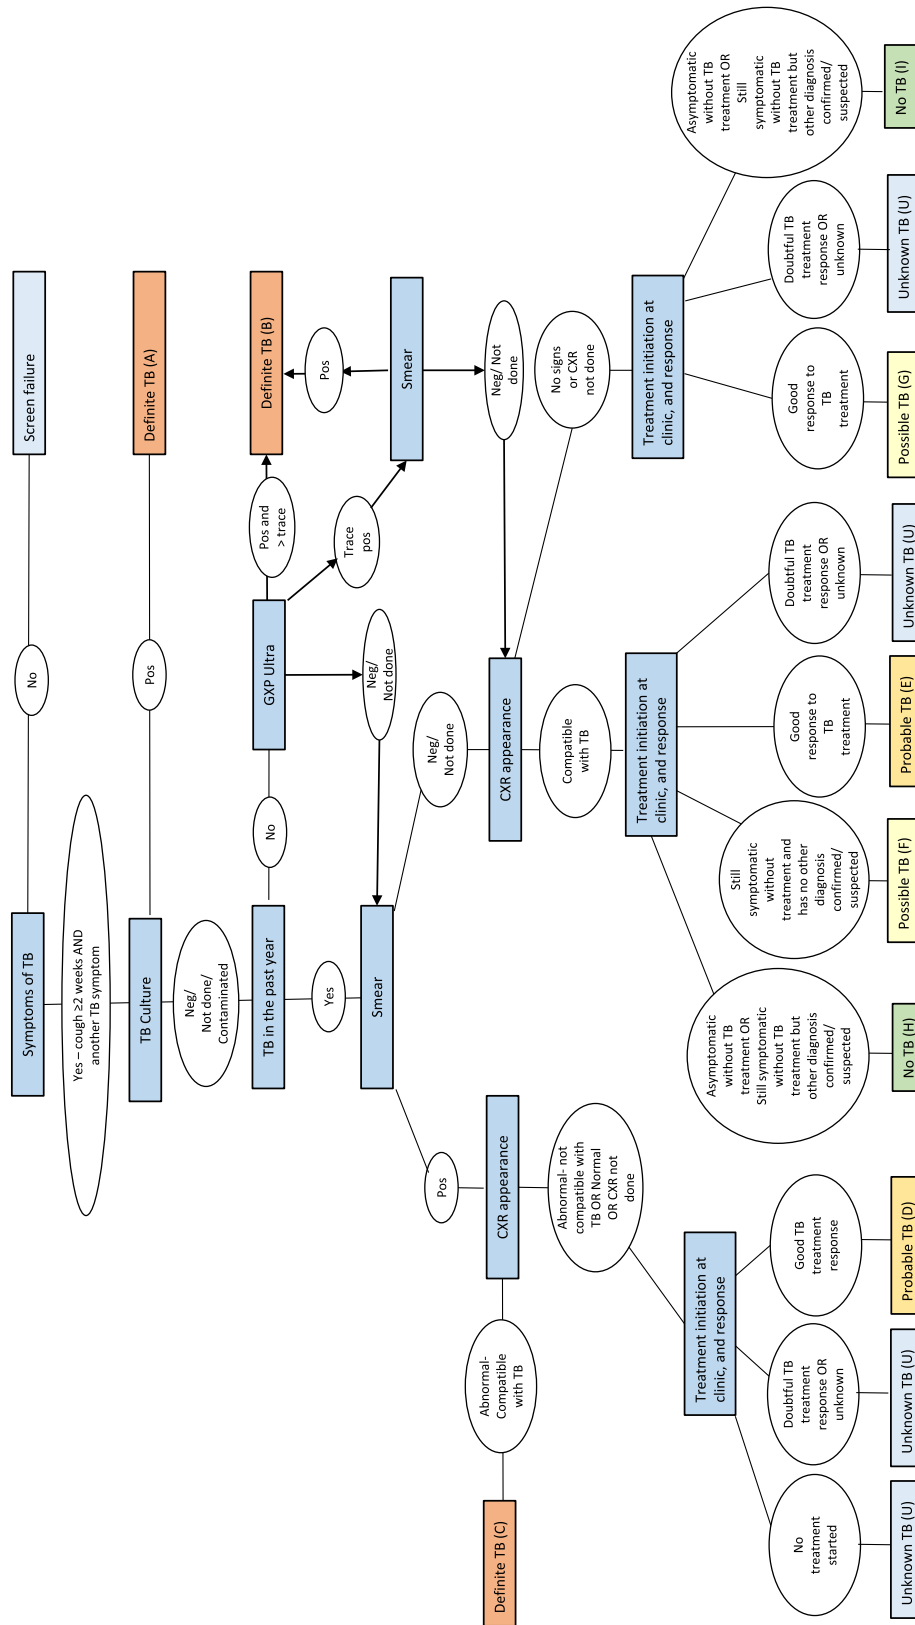 Symptoms of TB
No
Screen failure
Yes – cough ≥2 weeks AND
another TB symptom
TB Culture
Pos
Definite TB (A)
Neg/
Not done/
Contaminated
TB in the past year
No
GXP Ultra
Pos and
> trace
Definite TB (B)
Yes
Neg/
Not done
Trace
pos
Pos
Smear
Smear
Pos
Neg/
Not done
Neg/ Not
done
Definite TB (C)
Abnormal-
Compatible
with TB
CXR appearance
CXR appearance
Abnormal- not
compatible with
TB OR Normal
OR CXR not
done
Compatible
with TB
No signs
or CXR
not done
Treatment initiation at
clinic, and response
Treatment initiation at
clinic, and response
Treatment initiation at
clinic, and response
No
treatment
started
Doubtful TB
treatment
response OR
unknown
Good TB
treatment
response
Asymptomatic
without TB
treatment OR
Still symptomatic
without TB
treatment but
other diagnosis
confirmed/
suspected
Still
symptomatic
without
treatment and
has no other
diagnosis
confirmed/
suspected
Good
response to
TB
treatment
Doubtful TB
treatment
response OR
unknown
Good
response to
TB
treatment
Doubtful TB
treatment
response OR
unknown
Asymptomatic
without TB
treatment OR
Still
symptomatic
without TB
treatment but
other diagnosis
confirmed/
suspected
Unknown TB (U)
Unknown TB (U)
Probable TB (D)
No TB (H)
Possible TB (F)
Probable TB (E)
Unknown TB (U)
Possible TB (G)
Unknown TB (U)
No TB (I)